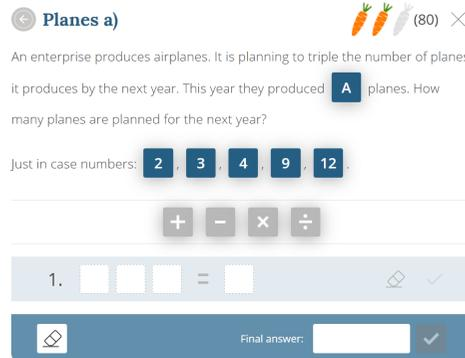 Planes a)
(80)
An enterprise produces airplanes. It is planning to triple the number of planes
it produces by the next year. This year they produced A planes. How
many planes are planned for the next year?
Just in case numbers: 2 , 3 , 4 , 9 , 12 .
+ − × ÷
1. =
Final answer: